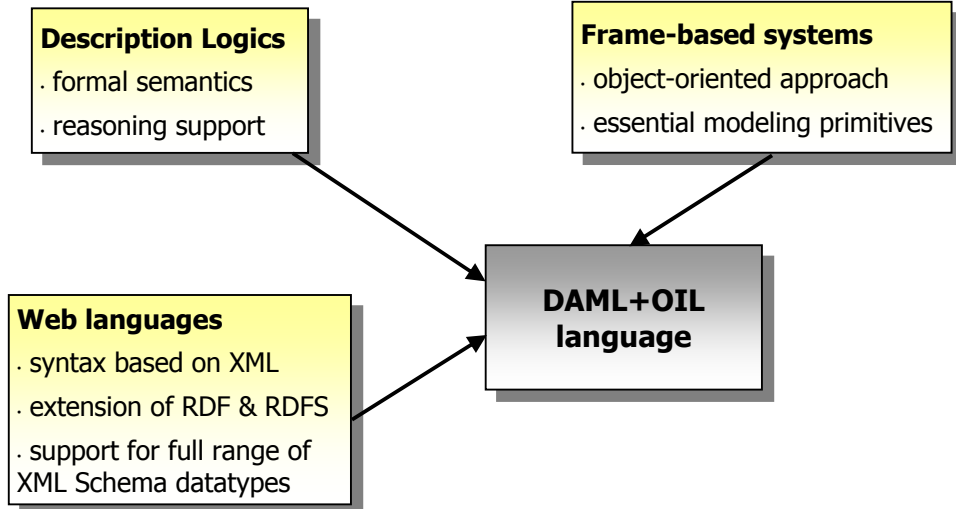 Description Logics
· formal semantics
· reasoning support
Frame-based systems
· object-oriented approach
· essential modeling primitives
DAML+OIL
language
Web languages
· syntax based on XML
· extension of RDF & RDFS
· support for full range of
XML Schema datatypes